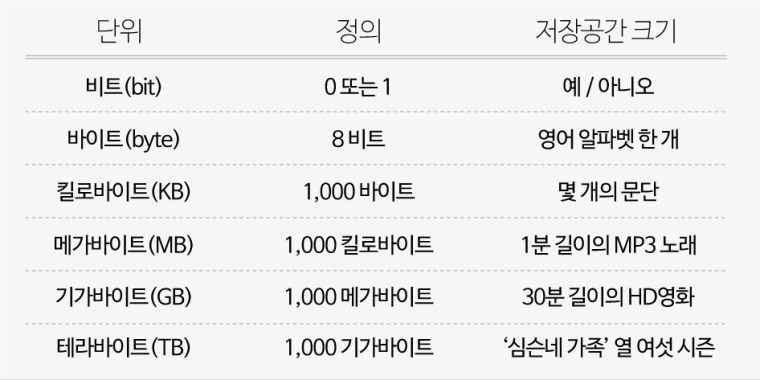 단위 정의 저장공간 크기
비트(bit) 0 또는 1 예 / 아니오
바이트(byte) 8 비트 영어 알파벳 한 개
킬로바이트(KB) 1,000 바이트 몇 개의 문단
메가바이트(MB) 1,000 킬로바이트 1분 길이의 MP3 노래
기가바이트(GB) 1,000 메가바이트 30분 길이의 HD영화
테라바이트(TB) 1,000 기가바이트 ‘심슨네 가족’ 열 여섯 시즌